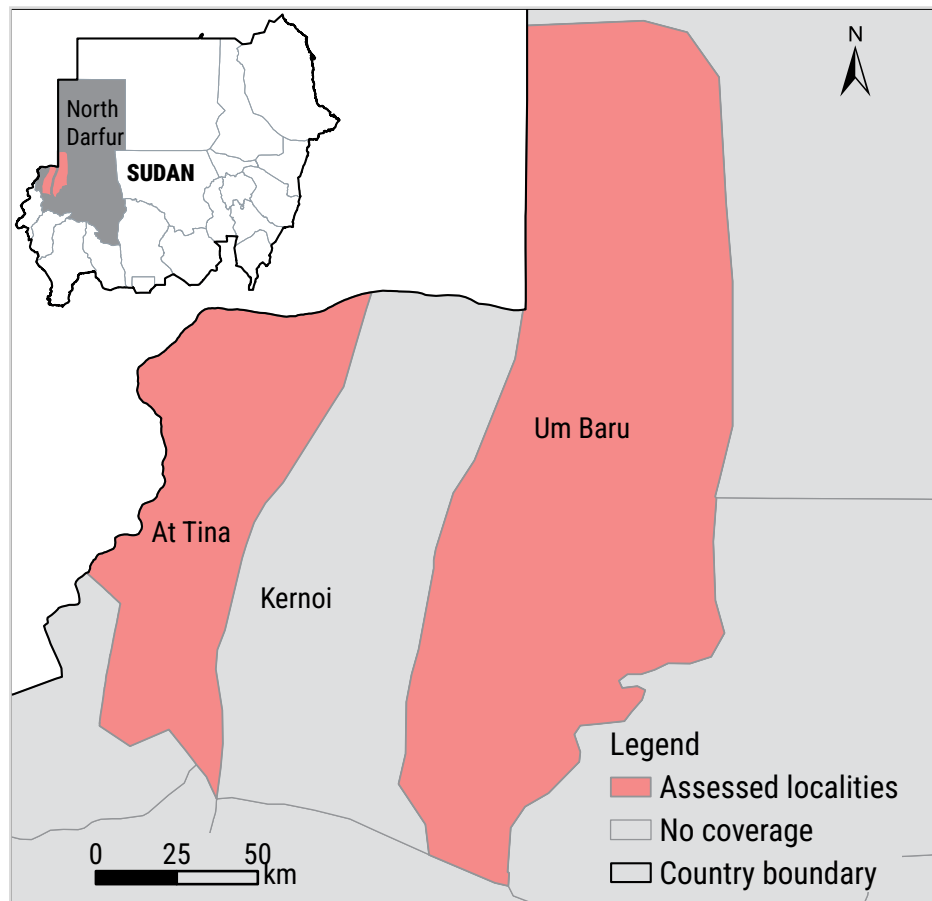 North
Darfur
SUDAN
N
Um Baru
At Tina
Kernoi
Legend
Assessed localities
No coverage
Country boundary
0 25 50
km